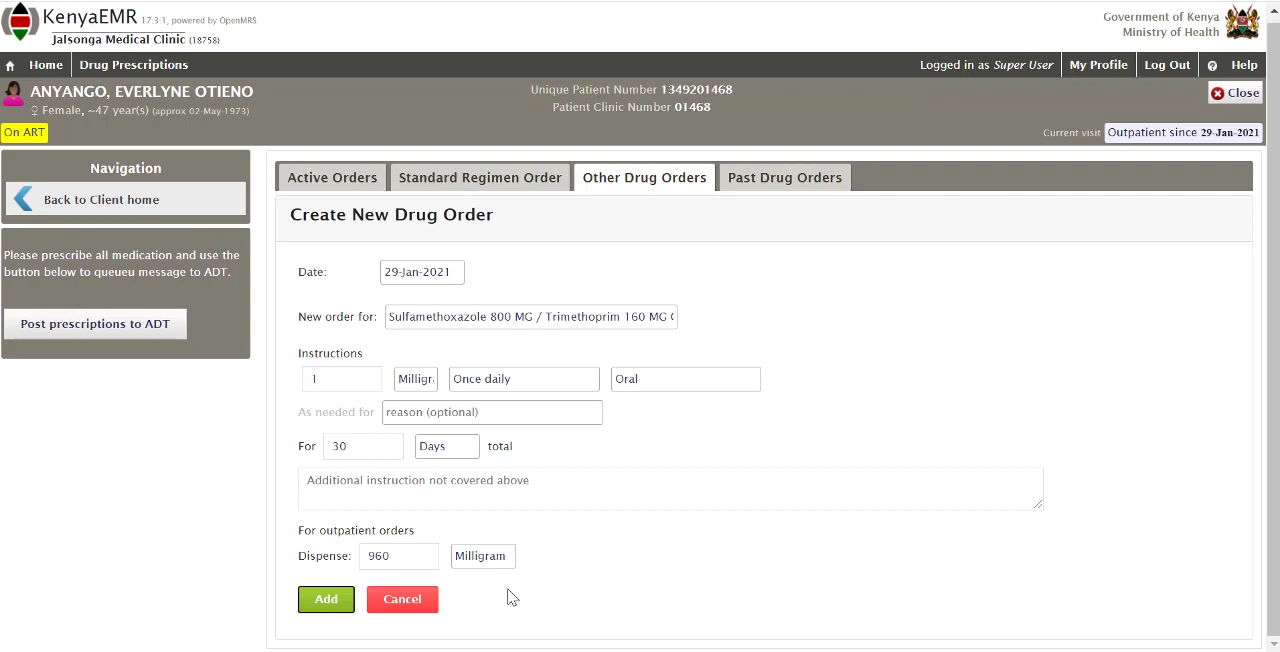 KenyaEMR 17.3.1, powered by OpenMRS
Jalsonga Medical Clinic (18758)
Government of Kenya
Ministry of Health
Home Drug Prescriptions Logged in as Super User My Profile Log Out Help
ANYANGO, EVERLYNE OTIENO
Female, ~47 year(s) (approx 02-May-1973)
Unique Patient Number 1349201468
Patient Clinic Number 01468
Close
On ART
Current visit Outpatient since 29-Jan-2021
Navigation
Back to Client home
Please prescribe all medication and use the
button below to queueu message to ADT.
Post prescriptions to ADT
Active Orders Standard Regimen Order Other Drug Orders Past Drug Orders
Create New Drug Order
Date: 29-Jan-2021
New order for: Sulfamethoxazole 800 MG / Trimethoprim 160 MG
Instructions
1 Milligr Once daily Oral
As needed for reason (optional)
For 30 Days total
Additional instruction not covered above
For outpatient orders
Dispense: 960 Milligram
Add Cancel